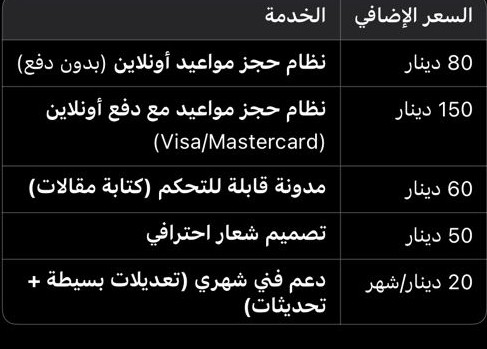 الخدمة السعر الإضافي
نظام حجز مواعيد أونلاين (بدون دفع) 80 دينار
نظام حجز مواعيد مع دفع أونلاين 150 دينار
(Visa/Mastercard)
مدونة قابلة للتحكم (كتابة مقالات) 60 دينار
تصميم شعار احترافي 50 دينار
دعم فني شهري (تعديلات بسيطة + 20 دينار/شهر
تحديثات)